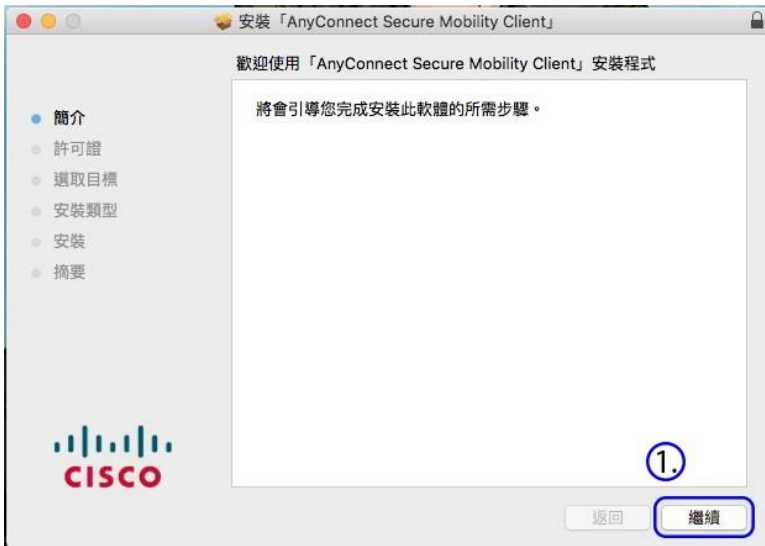 安裝「AnyConnect Secure Mobility Client」
歡迎使用「AnyConnect Secure Mobility Client」安裝程式
將會引導您完成安裝此軟體的所需步驟。
簡介
許可證
選取目標
安裝類型
安裝
摘要
CISCO
1.
返回
繼續